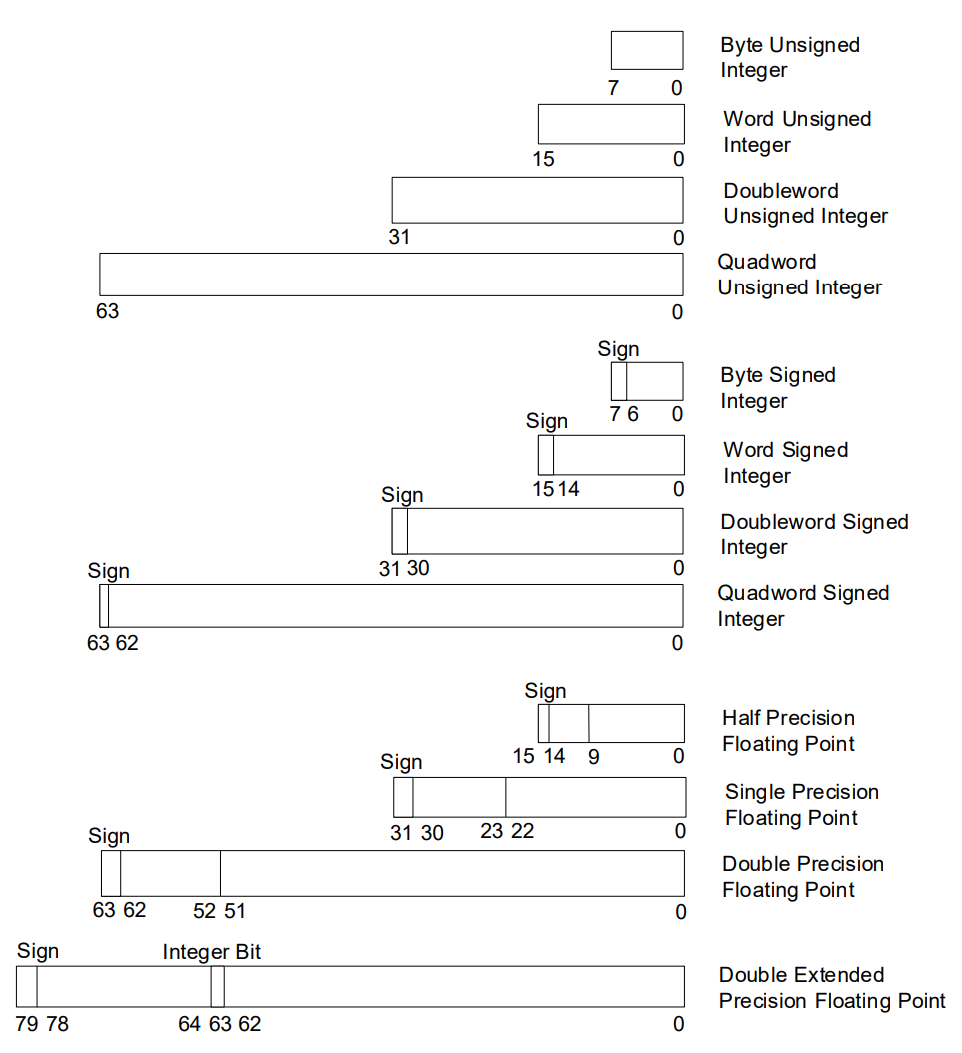 Byte Unsigned
Integer
7 0
Word Unsigned
Integer
15 0
Doubleword
Unsigned Integer
31 0
Quadword
Unsigned Integer
63 0
Sign
Byte Signed
Integer
7 6 0
Sign
Word Signed
Integer
15 14 0
Sign
Doubleword Signed
Integer
31 30 0
Sign
Quadword Signed
Integer
63 62 0
Sign
Half Precision
Floating Point
15 14 9 0
Sign
Single Precision
Floating Point
31 30 23 22 0
Sign
Double Precision
Floating Point
63 62 52 51 0
Sign Integer Bit
Double Extended
Precision Floating Point
79 78 64 63 62 0